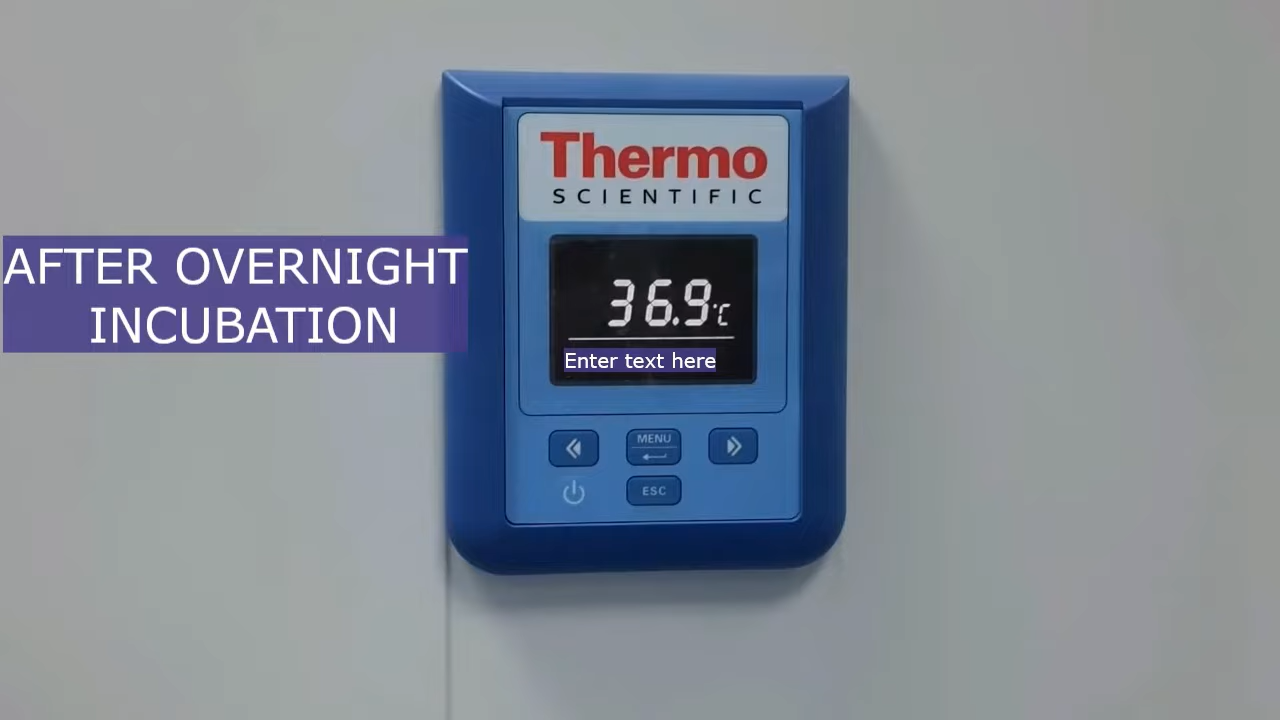 Thermo
SCIENTIFIC
AFTER OVERNIGHT
INCUBATION
36.9°C
Enter text here
MENU
ESC